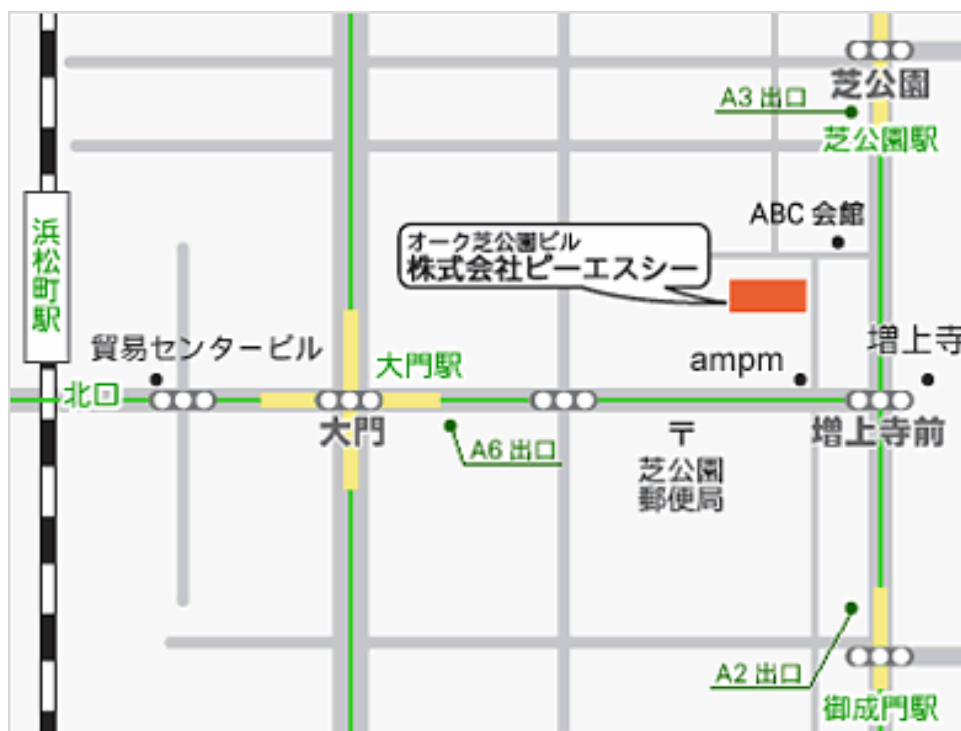 芝公園
A3 出口
芝公園駅
ABC 会館
浜松町駅
オーク芝公園ビル
株式会社ピーエスシー
増上寺
貿易センタービル
大門駅
ampm
北口
大門
〒
増上寺前
A6 出口
芝公園
郵便局
A2 出口
御成門駅